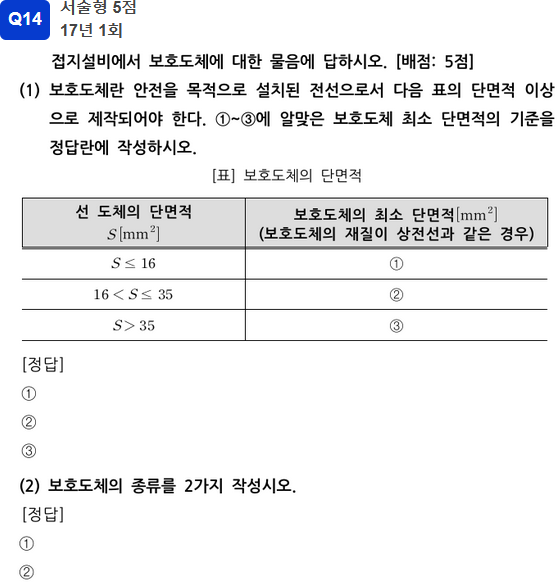 Q14
서술형 5점
17년 1회
접지설비에서 보호도체에 대한 물음에 답하시오. [배점: 5점]
(1) 보호도체란 안전을 목적으로 설치된 전선으로서 다음 표의 단면적 이상
으로 제작되어야 한다. ①~③에 알맞은 보호도체 최소 단면적의 기준을
정답란에 작성하시오.
[표] 보호도체의 단면적
선 도체의 단면적
S[mm²]
보호도체의 최소 단면적[mm²]
(보호도체의 재질이 상전선과 같은 경우)
S ≤ 16
①
16 < S ≤ 35
②
S > 35
③
[정답]
①
②
③
(2) 보호도체의 종류를 2가지 작성시오.
[정답]
①
②